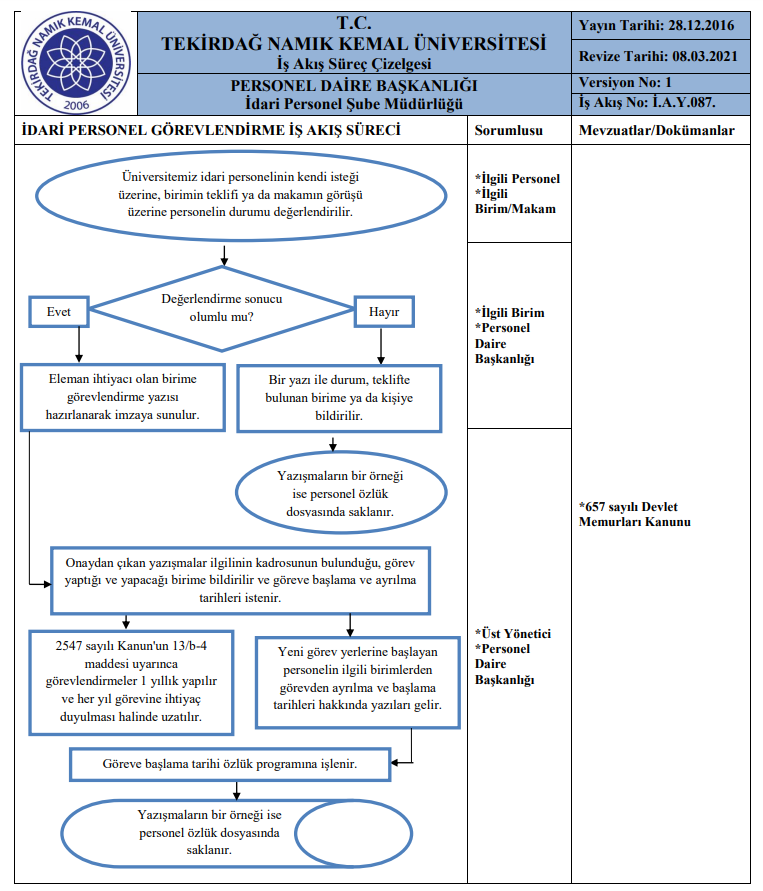 TEKİRDAĞ NAMIK KEMAL ÜNİVERSİTESİ
2006
T.C.
TEKİRDAĞ NAMIK KEMAL ÜNİVERSİTESİ
İş Akış Süreç Çizelgesi
PERSONEL DAİRE BAŞKANLIĞI
İdari Personel Şube Müdürlüğü
Yayın Tarihi: 28.12.2016
Revize Tarihi: 08.03.2021
Versiyon No: 1
İş Akış No: İ.A.Y.087.
İDARİ PERSONEL GÖREVLENDİRME İŞ AKIŞ SÜRECİ
Sorumlusu
Mevzuatlar/Dokümanlar
Üniversitemiz idari personelinin kendi isteği
üzerine, birimin teklifi ya da makamın görüşü
üzerine personelin durumu değerlendirilir.
*İlgili Personel
*İlgili
Birim/Makam
Değerlendirme sonucu
olumlu mu?
Evet
Hayır
*İlgili Birim
*Personel
Daire
Başkanlığı
Eleman ihtiyacı olan birime
görevlendirme yazısı
hazırlanarak imzaya sunulur.
Bir yazı ile durum, teklifte
bulunan birime ya da kişiye
bildirilir.
Yazışmaların bir örneği
ise personel özlük
dosyasında saklanır.
*657 sayılı Devlet
Memurları Kanunu
Onaydan çıkan yazışmalar ilgilinin kadrosunun bulunduğu, görev
yaptığı ve yapacağı birime bildirilir ve göreve başlama ve ayrılma
tarihleri istenir.
2547 sayılı Kanun'un 13/b-4
maddesi uyarınca
görevlendirmeler 1 yıllık yapılır
ve her yıl görevine ihtiyaç
duyulması halinde uzatılır.
Yeni görev yerlerine başlayan
personelin ilgili birimlerden
görevden ayrılma ve başlama
tarihleri hakkında yazıları gelir.
*Üst Yönetici
*Personel
Daire
Başkanlığı
Göreve başlama tarihi özlük programına işlenir.
Yazışmaların bir örneği ise
personel özlük dosyasında
saklanır.